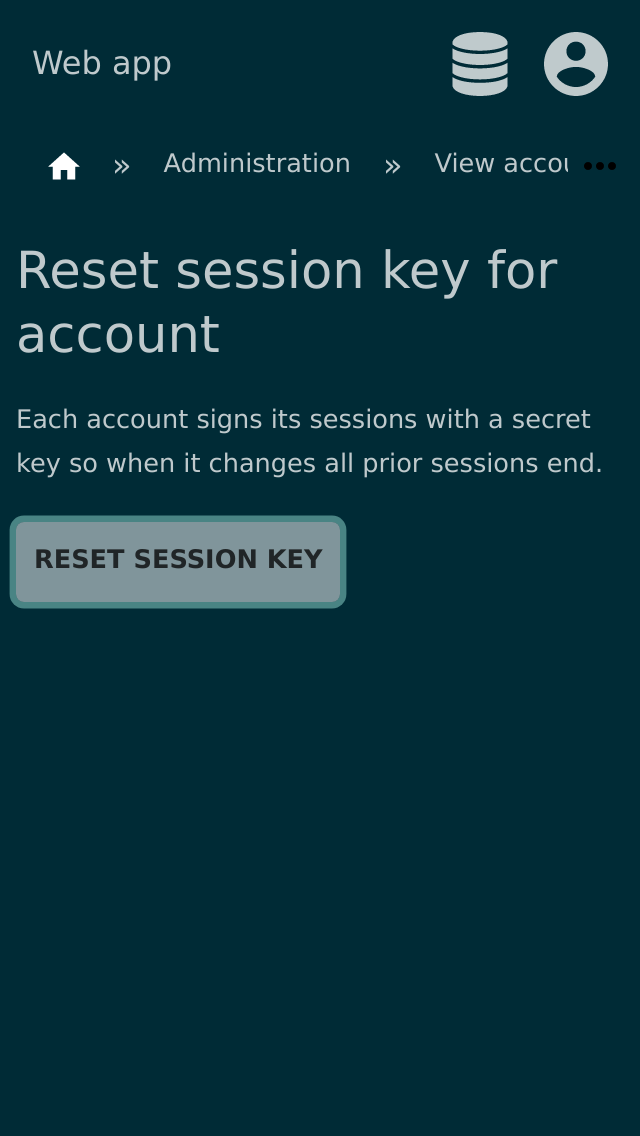 Web app
» Administration » View accou
Reset session key for
account
Each account signs its sessions with a secret
key so when it changes all prior sessions end.
RESET SESSION KEY